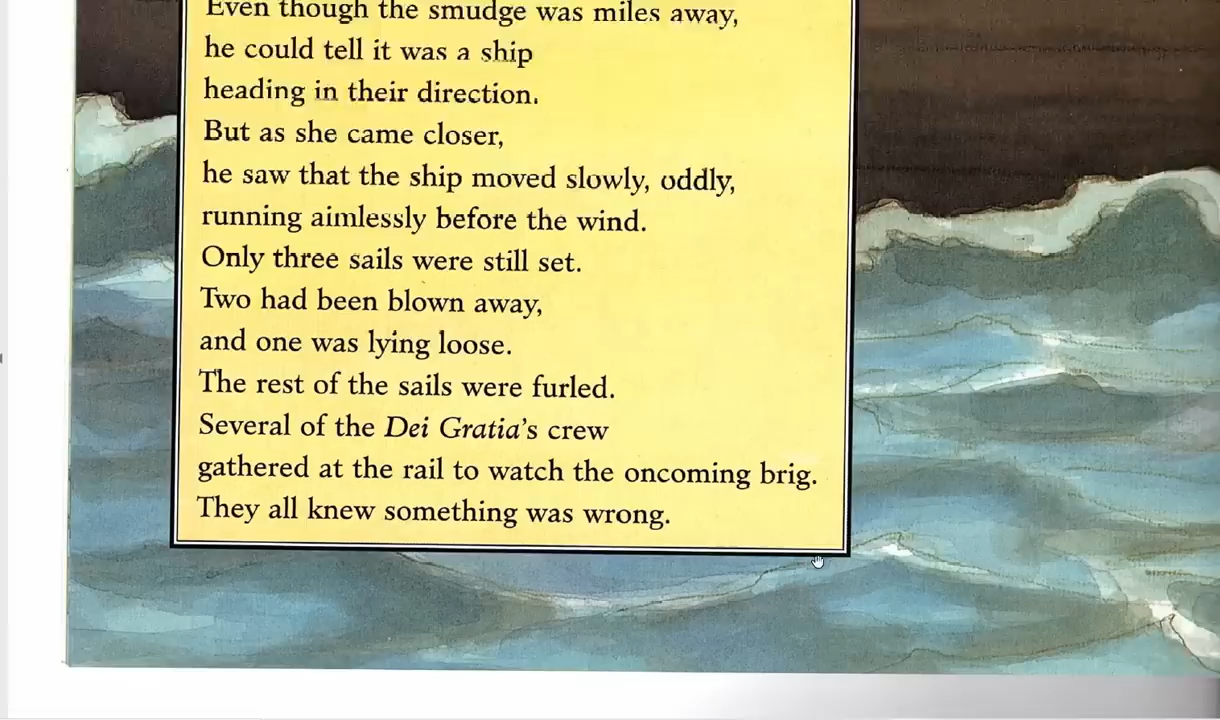 Even though the smudge was miles away,
he could tell it was a ship
heading in their direction.
But as she came closer,
he saw that the ship moved slowly, oddly,
running aimlessly before the wind.
Only three sails were still set.
Two had been blown away,
and one was lying loose.
The rest of the sails were furled.
Several of the Dei Gratia's crew
gathered at the rail to watch the oncoming brig.
They all knew something was wrong.